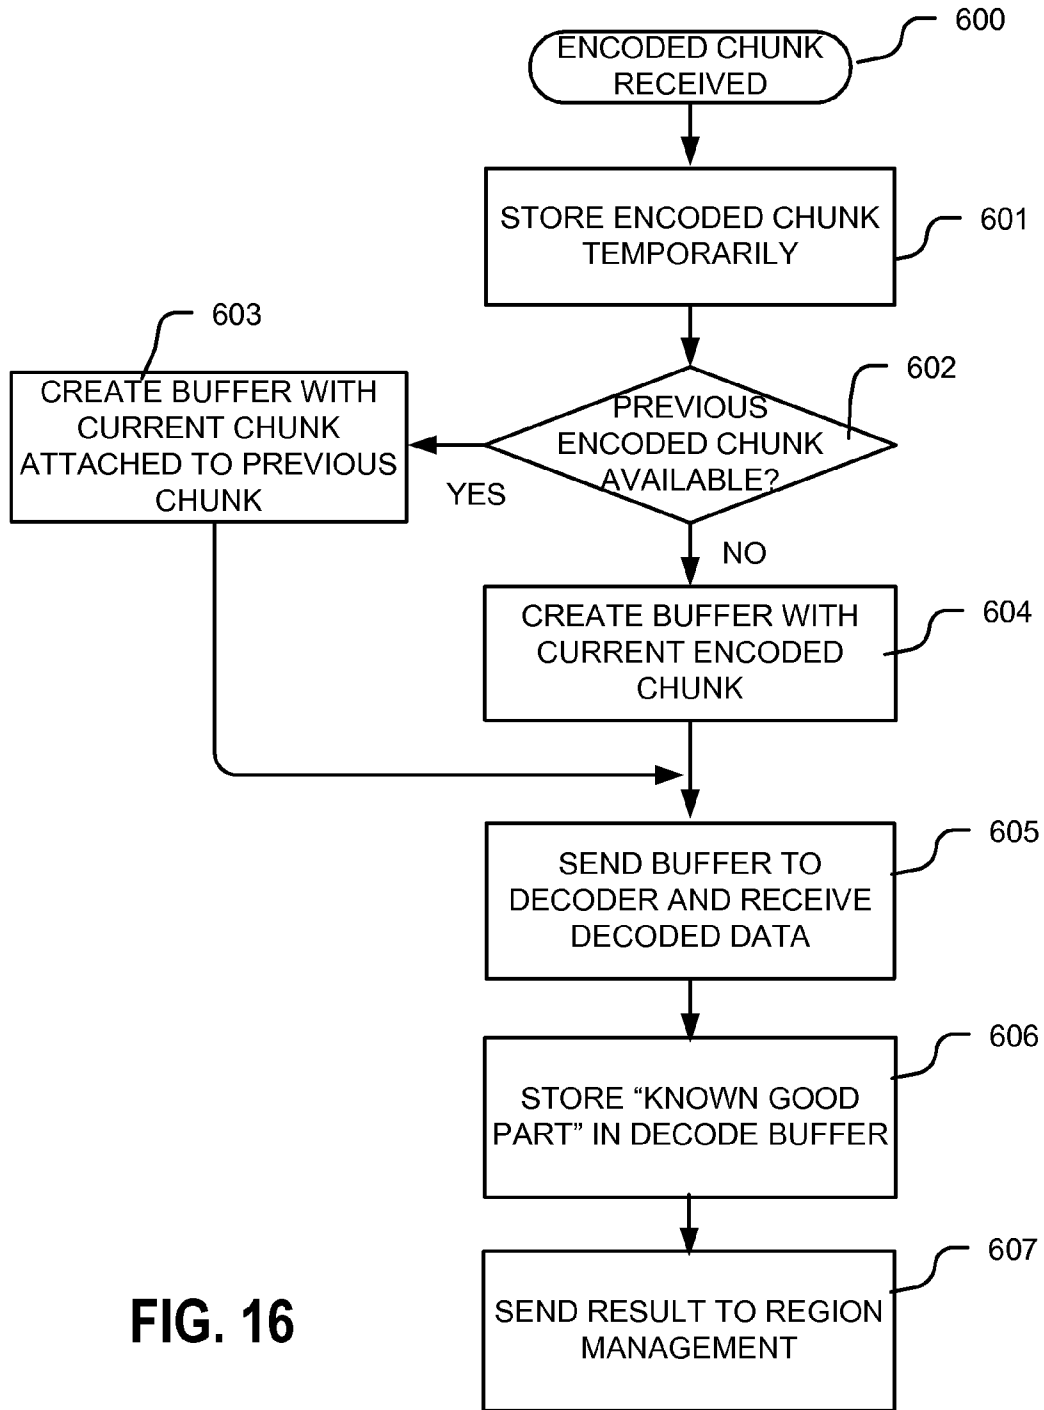 600
ENCODED CHUNK
RECEIVED
STORE ENCODED CHUNK
TEMPORARILY
601
603
CREATE BUFFER WITH
CURRENT CHUNK
ATTACHED TO PREVIOUS
CHUNK
602
PREVIOUS
ENCODED CHUNK
AVAILABLE?
YES
NO
604
CREATE BUFFER WITH
CURRENT ENCODED
CHUNK
605
SEND BUFFER TO
DECODER AND RECEIVE
DECODED DATA
606
STORE “KNOWN GOOD
PART” IN DECODE BUFFER
607
SEND RESULT TO REGION
MANAGEMENT
FIG. 16